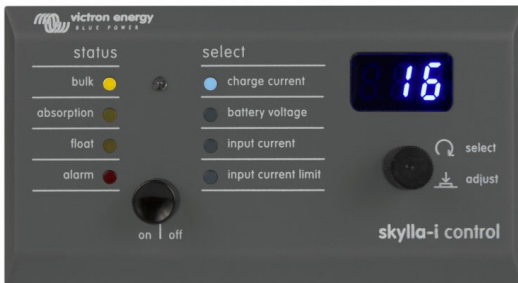 victron energy
BLUE POWER
status
select
bulk
charge current
16
absorption
battery voltage
float
input current
select
alarm
input current limit
adjust
on off
skylla-i control